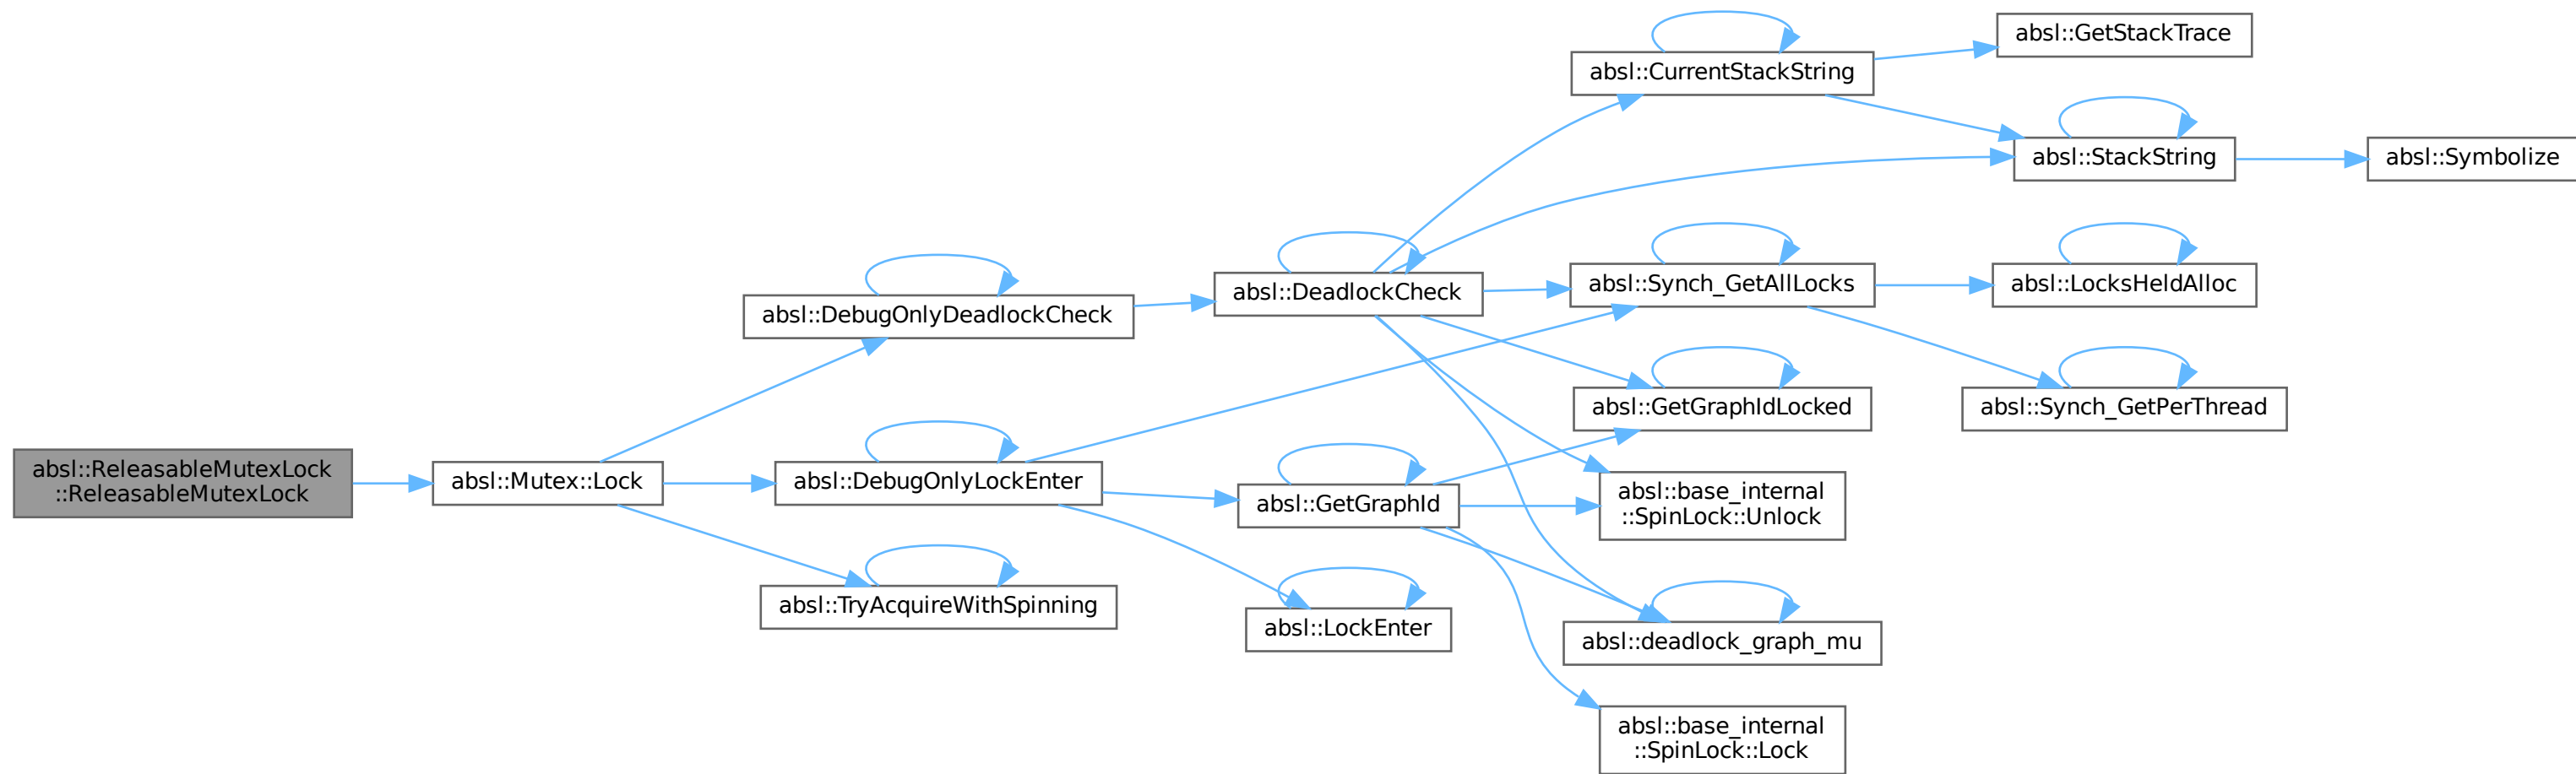 absl::ReleasableMutexLock
::ReleasableMutexLock
absl::Mutex::Lock
absl::DebugOnlyDeadlockCheck
absl::DebugOnlyLockEnter
absl::TryAcquireWithSpinning
absl::DeadlockCheck
absl::GetGraphId
absl::LockEnter
absl::CurrentStackString
absl::Synch_GetAllLocks
absl::GetGraphIdLocked
absl::base_internal
::SpinLock::Unlock
absl::deadlock_graph_mu
absl::base_internal
::SpinLock::Lock
absl::GetStackTrace
absl::StackString
absl::LocksHeldAlloc
absl::Synch_GetPerThread
absl::Symbolize